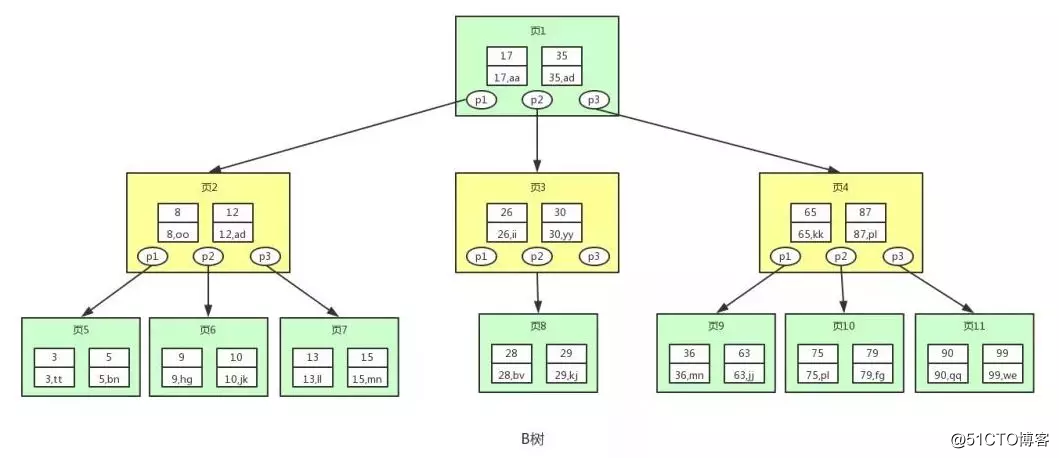 页1
17 35
17,aa 35,ad
p1 p2 p3
页2 页3 页4
8 12 26 30 65 87
8,oo 12,ad 26,ii 30,yy 65,kk 87,pl
p1 p2 p3 p1 p2 p3 p1 p2 p3
页5 页6 页7 页8 页9 页10 页11
3 5 9 10 13 15 28 29 36 63 75 79 90 99
3,tt 5,bn 9,hg 10,jk 13,ll 15,mn 28,bv 29,kj 36,mn 63,jj 75,pl 79,fg 90,qq 99,we
B树
@51CTO博客